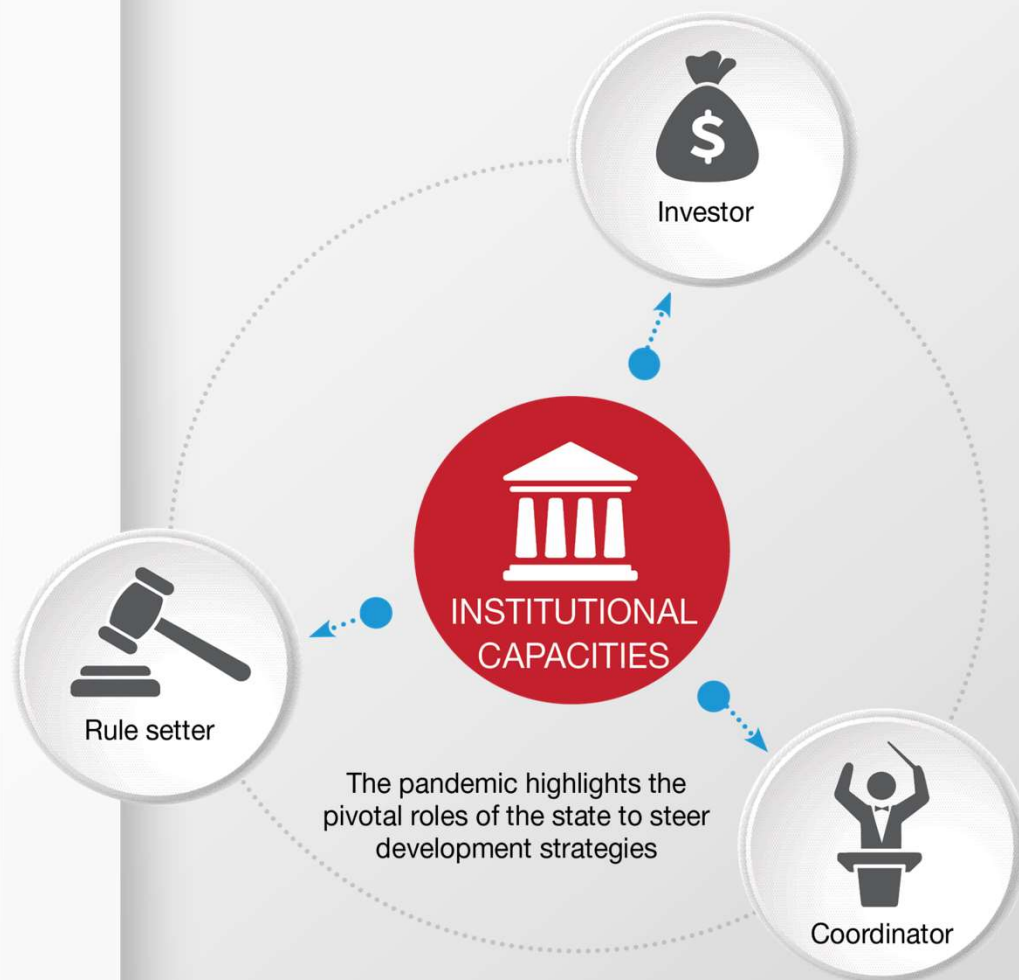 $
Investor
INSTITUTIONAL
CAPACITIES
Rule setter
The pandemic highlights the
pivotal roles of the state to steer
development strategies
Coordinator